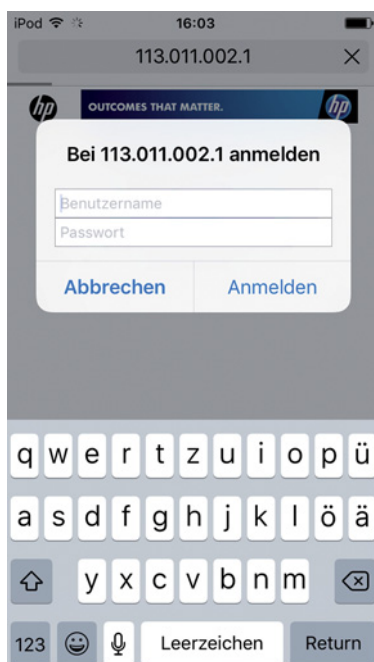 iPod 16:03
113.011.002.1
hp OUTCOMES THAT MATTER. hp
Bei 113.011.002.1 anmelden
Benutzername
Passwort
Abbrechen Anmelden
q w e r t z u i o p ü
a s d f g h j k l ö ä
y x c v b n m
123 Leerzeichen Return